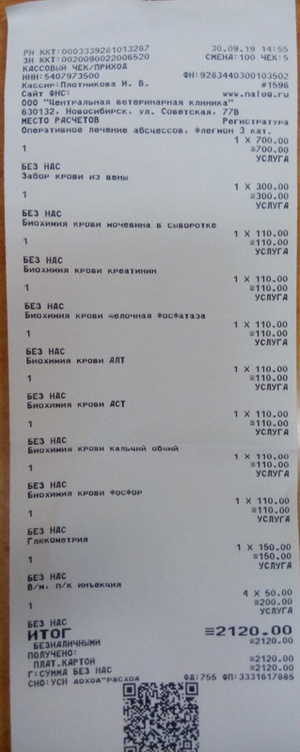 РН ККТ:0003339281013287 30.09.19 14:55
ЗН ККТ:0020090022006520 СМЕНА:100 ЧЕК:5
КАССОВЫЙ ЧЕК/ПРИХОД
ИНН:5407973500 ФН:9283440300103502
Кассир:Плотникова И. В. #1596
Сайт ФНС: www.nalog.ru
ООО "Центральная ветеринарная клиника"
630132, Новосибирск, ул. Советская, 77В
МЕСТО РАСЧЕТОВ Регистратура
Оперативное лечение абсцессов, флегмон 3 кат.
1 X 700.00
1 ≡700.00
УСЛУГА
БЕЗ НДС
Забор крови из вены
1 X 300.00
1 ≡300.00
УСЛУГА
БЕЗ НДС
Биохимия крови мочевина в сыворотке
1 X 110.00
1 ≡110.00
УСЛУГА
БЕЗ НДС
Биохимия крови креатинин
1 X 110.00
1 ≡110.00
УСЛУГА
БЕЗ НДС
Биохимия крови щелочная фосфатаза
1 X 110.00
1 ≡110.00
УСЛУГА
БЕЗ НДС
Биохимия крови АЛТ
1 X 110.00
1 ≡110.00
УСЛУГА
БЕЗ НДС
Биохимия крови АСТ
1 X 110.00
1 ≡110.00
УСЛУГА
БЕЗ НДС
Биохимия крови кальций общий
1 X 110.00
1 ≡110.00
УСЛУГА
БЕЗ НДС
Биохимия крови фосфор
1 X 110.00
1 ≡110.00
УСЛУГА
БЕЗ НДС
Глюкометрия
1 X 150.00
1 ≡150.00
УСЛУГА
БЕЗ НДС
В/м, п/к инъекция
4 X 50.00
1 ≡200.00
УСЛУГА
БЕЗ НДС
ИТОГ ≡2120.00
БЕЗНАЛИЧНЫМИ ≡2120.00
ПОЛУЧЕНО:
ПЛАТ.КАРТОЙ ≡2120.00
Г:СУММА БЕЗ НДС ≡2120.00
СНО:УСН доход-расход ФД:755 ФП:3331617885